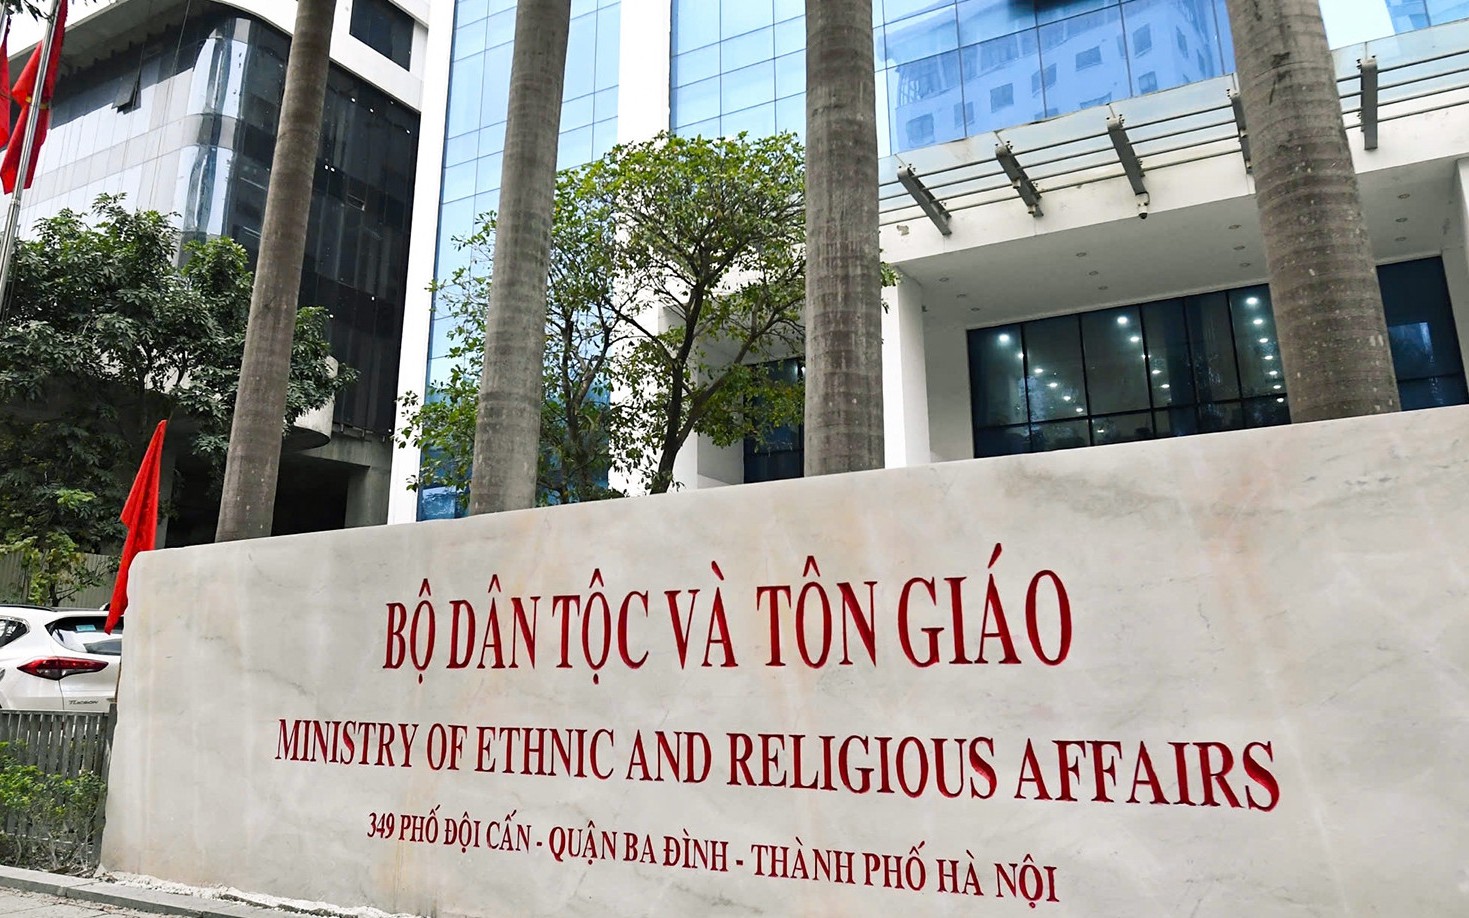 BỘ DÂN TỘC VÀ TÔN GIÁO
MINISTRY OF ETHNIC AND RELIGIOUS AFFAIRS
349 PHỐ ĐỘI CẤN - QUẬN BA ĐÌNH - THÀNH PHỐ HÀ NỘI
TUCSON